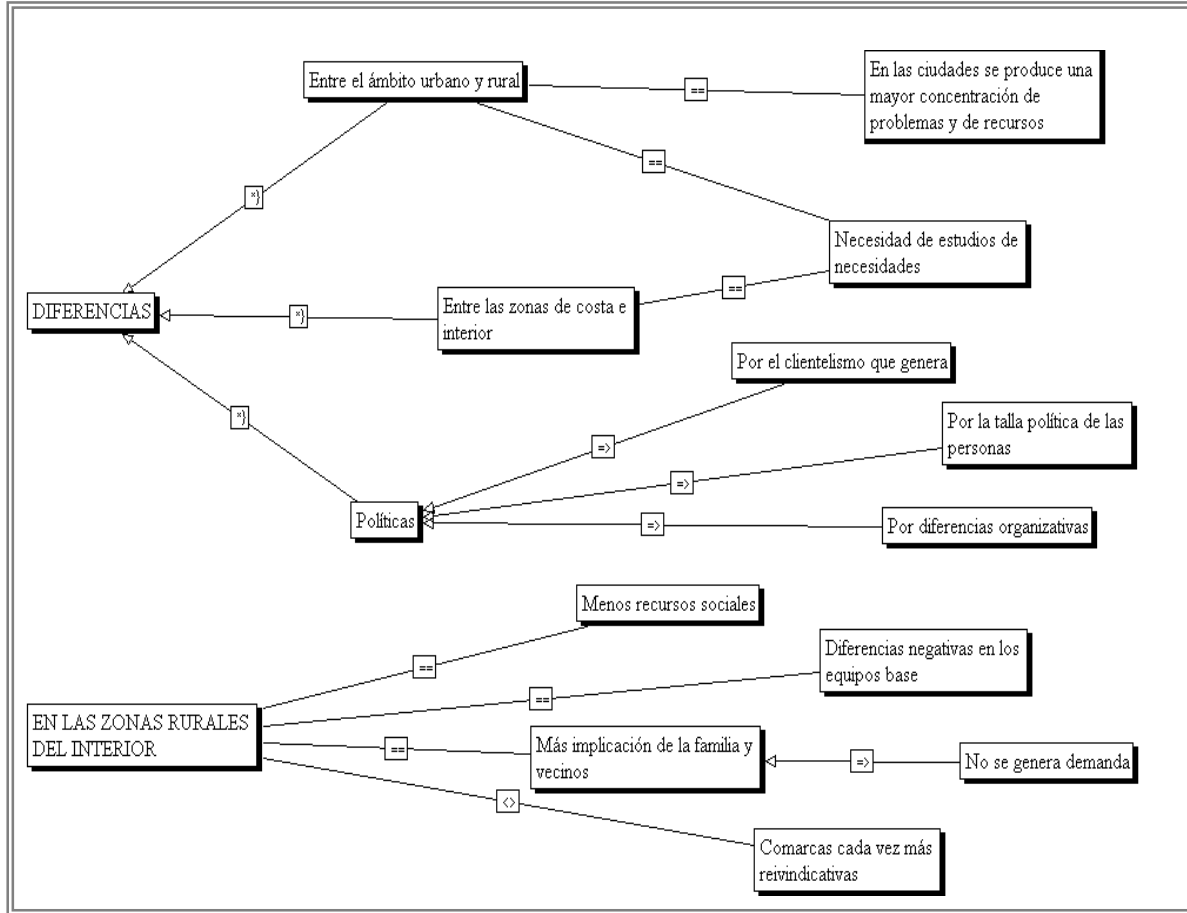 Entre el ámbito urbano y rural
==
En las ciudades se produce una
mayor concentración de
problemas y de recursos
==
*}
Necesidad de estudios de
necesidades
==
DIFERENCIAS
*}
Entre las zonas de costa e
interior
Por el clientelismo que genera
*}
=>
Por la talla política de las
personas
=>
Políticas
=>
Por diferencias organizativas
Menos recursos sociales
==
Diferencias negativas en los
equipos base
==
EN LAS ZONAS RURALES
DEL INTERIOR
==
Más implicación de la familia y
vecinos
=>
No se genera demanda
<>
Comarcas cada vez más
reivindicativas